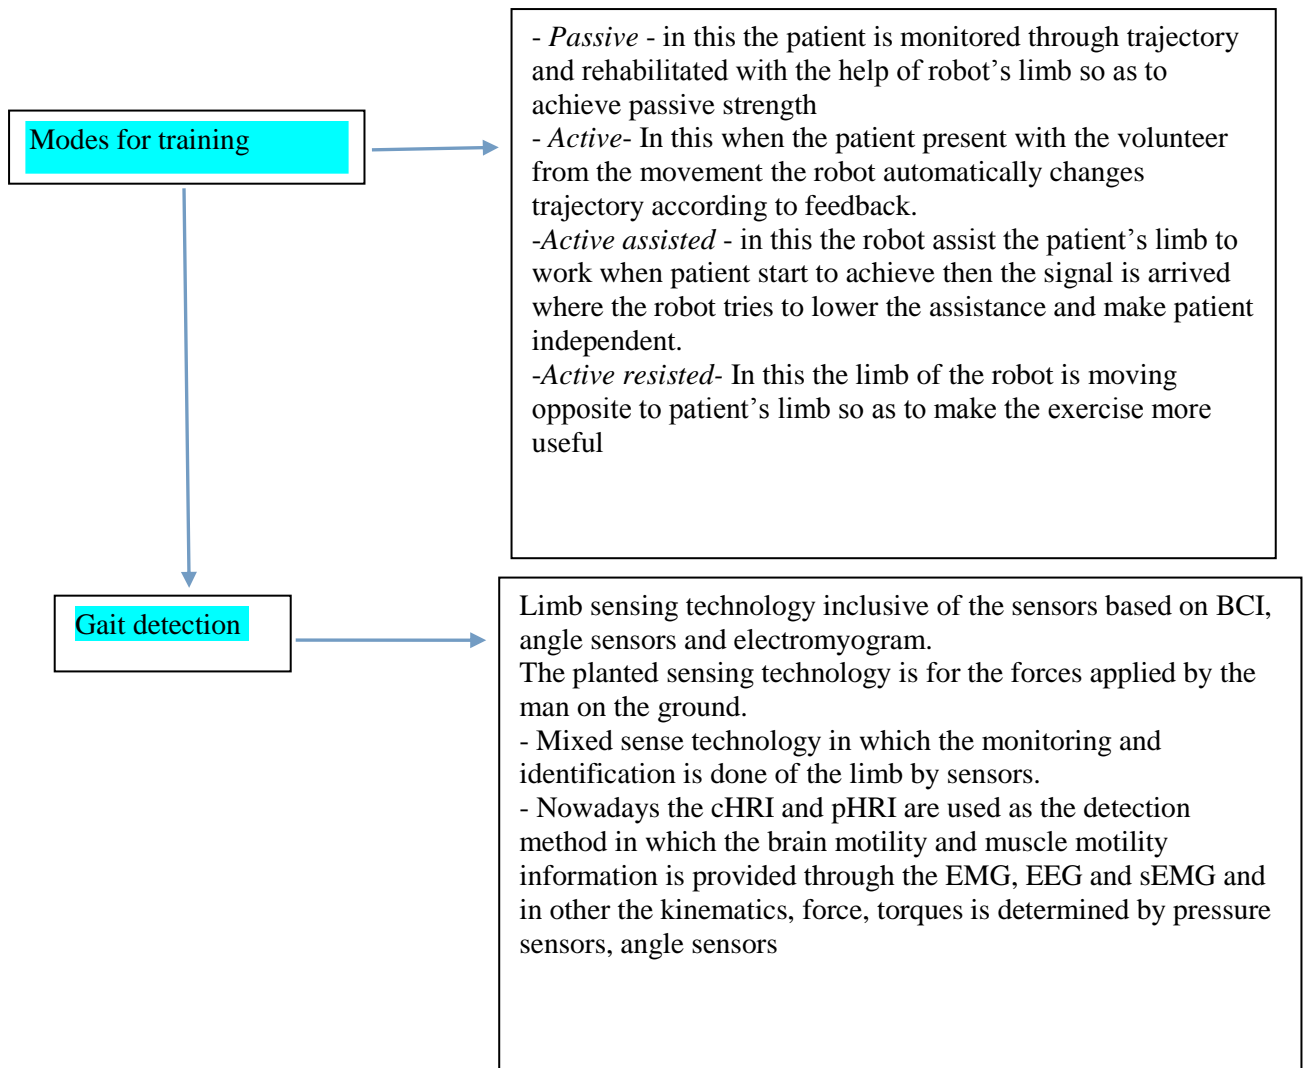 Modes for training
- Passive - in this the patient is monitored through trajectory
and rehabilitated with the help of robot’s limb so as to
achieve passive strength
- Active- In this when the patient present with the volunteer
from the movement the robot automatically changes
trajectory according to feedback.
-Active assisted - in this the robot assist the patient’s limb to
work when patient start to achieve then the signal is arrived
where the robot tries to lower the assistance and make patient
independent.
-Active resisted- In this the limb of the robot is moving
opposite to patient’s limb so as to make the exercise more
useful
Gait detection
Limb sensing technology inclusive of the sensors based on BCI,
angle sensors and electromyogram.
The planted sensing technology is for the forces applied by the
man on the ground.
- Mixed sense technology in which the monitoring and
identification is done of the limb by sensors.
- Nowadays the cHRI and pHRI are used as the detection
method in which the brain motility and muscle motility
information is provided through the EMG, EEG and sEMG and
in other the kinematics, force, torques is determined by pressure
sensors, angle sensors